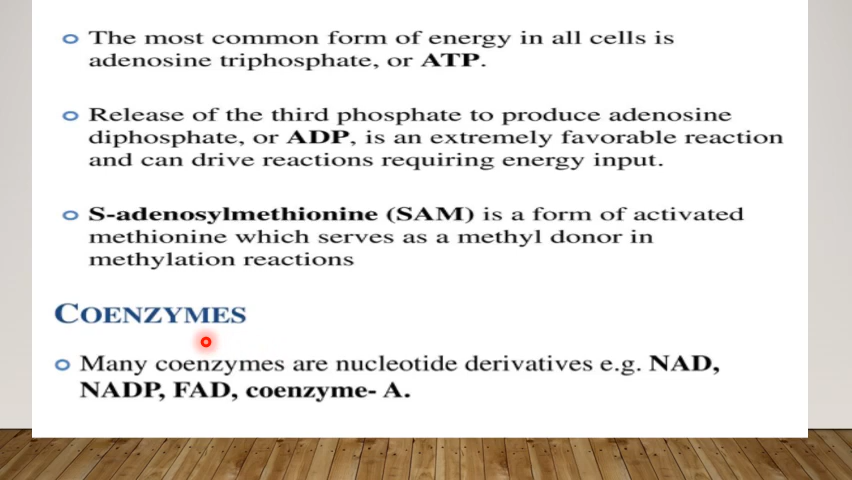 The most common form of energy in all cells is
adenosine triphosphate, or ATP.
Release of the third phosphate to produce adenosine
diphosphate, or ADP, is an extremely favorable reaction
and can drive reactions requiring energy input.
S-adenosylmethionine (SAM) is a form of activated
methionine which serves as a methyl donor in
methylation reactions
COENZYMES
Many coenzymes are nucleotide derivatives e.g. NAD,
NADP, FAD, coenzyme- A.